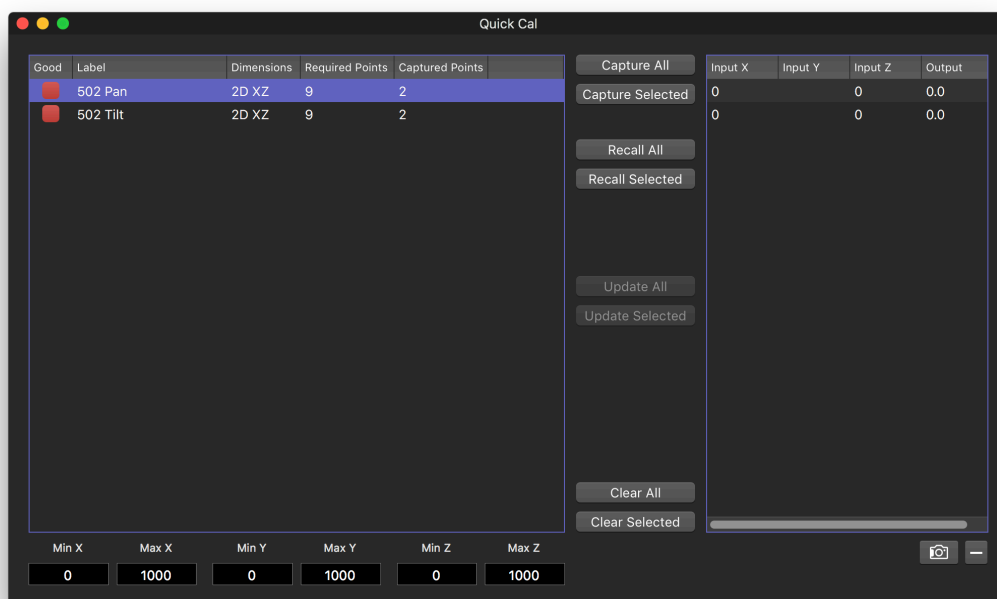 Quick Cal
Good Label Dimensions Required Points Captured Points
502 Pan 2D XZ 9 2
502 Tilt 2D XZ 9 2
Capture All
Capture Selected
Recall All
Recall Selected
Update All
Update Selected
Clear All
Clear Selected
Input X Input Y Input Z Output
0 0 0.0
0 0 0.0
Min X Max X Min Y Max Y Min Z Max Z
0 1000 0 1000 0 1000